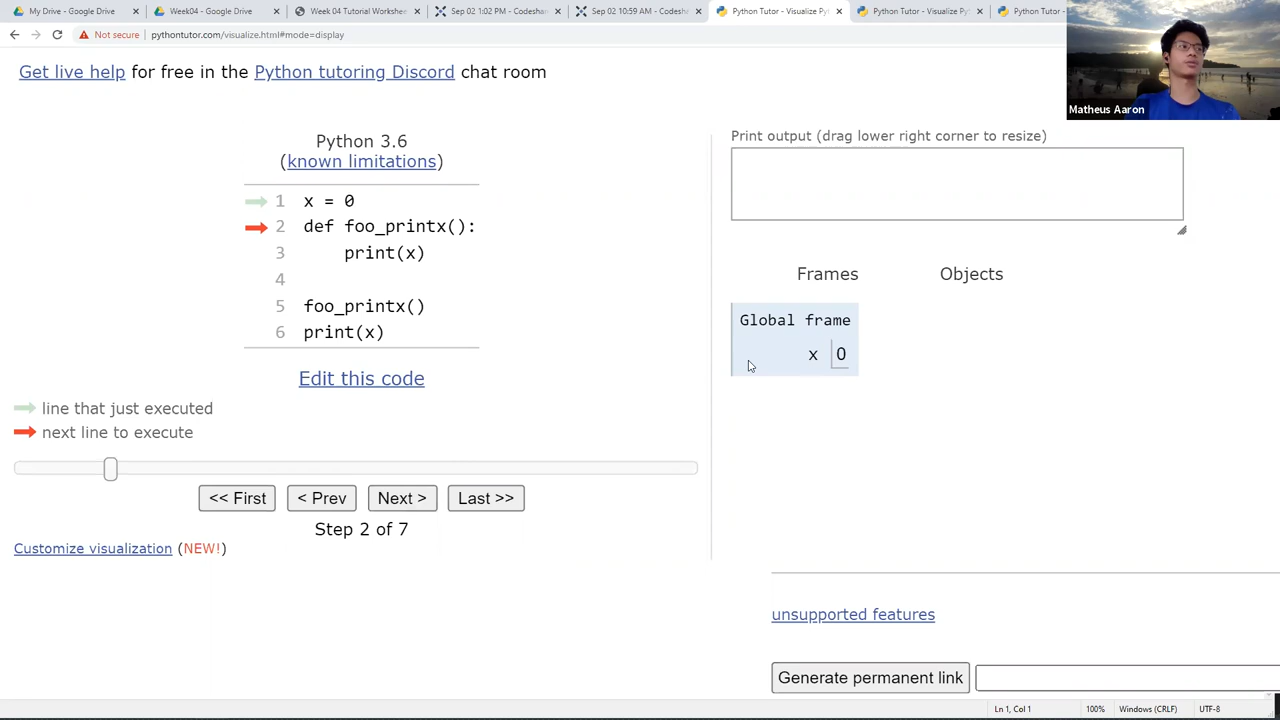 My Drive - Google Drive
Week04 - Google Drive
Week 04 Tutorial Workshe
Sep 02 1:02 PM - Codeshare
Sep 02 10:59 AM - Codesha
Python Tutor - Visualize Pyth
Python Tutor - Visualize Pyth
Python Tutor -
Not secure
pythontutor.com/visualize.html#mode=display
Matheus Aaron
Get live help for free in the Python tutoring Discord chat room
Python 3.6
(known limitations)
1 x = 0
2 def foo_printx():
3 print(x)
4
5 foo_printx()
6 print(x)
Edit this code
line that just executed
next line to execute
<< First
< Prev
Next >
Last >>
Step 2 of 7
Customize visualization (NEW!)
Print output (drag lower right corner to resize)
Frames
Objects
Global frame
x 0
unsupported features
Generate permanent link
Ln 1, Col 1
100%
Windows (CRLF)
UTF-8